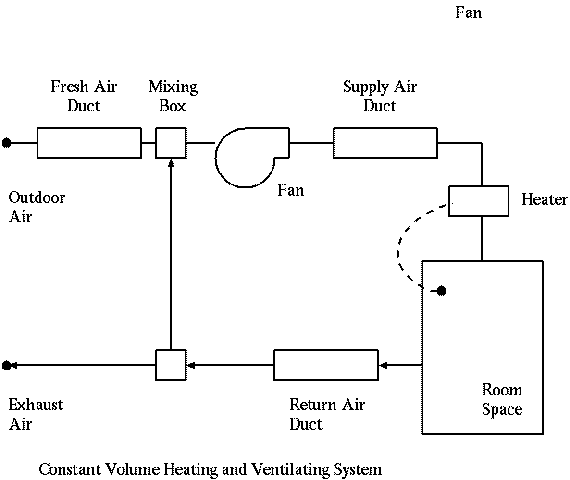 Fan
Fresh Air
Duct
Mixing
Box
Supply Air
Duct
Fan
Outdoor
Air
Heater
Exhaust
Air
Return Air
Duct
Room
Space
Constant Volume Heating and Ventilating System